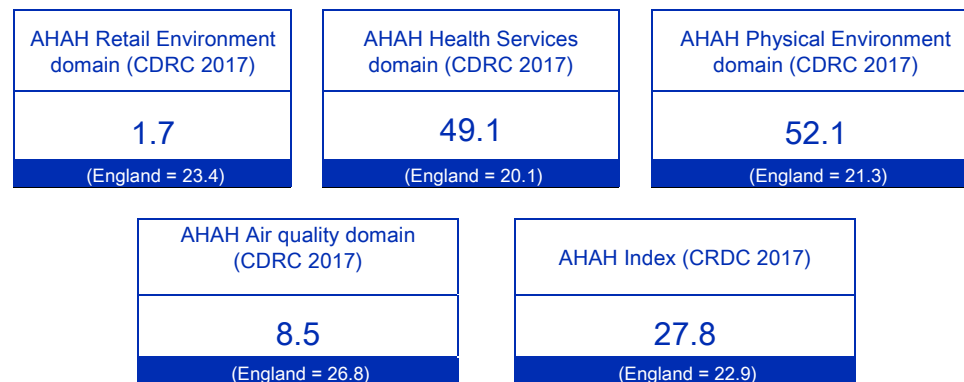 AHAH Retail Environment
domain (CDRC 2017)
1.7
(England = 23.4)
AHAH Health Services
domain (CDRC 2017)
49.1
(England = 20.1)
AHAH Physical Environment
domain (CDRC 2017)
52.1
(England = 21.3)
AHAH Air quality domain
(CDRC 2017)
8.5
(England = 26.8)
AHAH Index (CRDC 2017)
27.8
(England = 22.9)